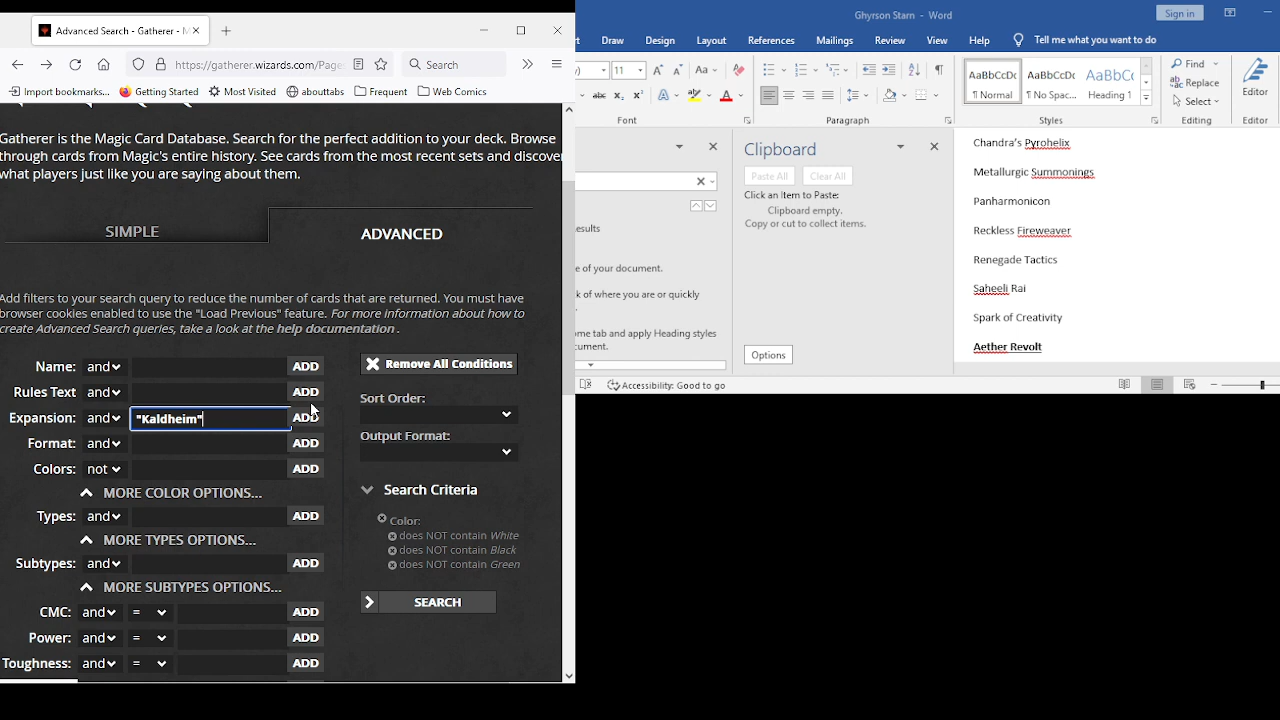 Advanced Search - Gatherer - M
https://gatherer.wizards.com/Page
Search
Import bookmarks...
Getting Started
Most Visited
abouttabs
Frequent
Web Comics
Gatherer is the Magic Card Database. Search for the perfect addition to your deck. Browse
through cards from Magic's entire history. See cards from the most recent sets and discover
what players just like you are saying about them.
SIMPLE
ADVANCED
Add filters to your search query to reduce the number of cards that are returned. You must have
browser cookies enabled to use the "Load Previous" feature. For more information about how to
create Advanced Search queries, take a look at the help documentation .
Name: and ADD
Rules Text and ADD
Expansion: and "Kaldheim" ADD
Format: and ADD
Colors: not ADD
MORE COLOR OPTIONS...
Types: and ADD
MORE TYPES OPTIONS...
Subtypes: and ADD
MORE SUBTYPES OPTIONS...
CMC: and = ADD
Power: and = ADD
Toughness: and = ADD
Remove All Conditions
Sort Order:
Output Format:
Search Criteria
Color:
does NOT contain White
does NOT contain Black
does NOT contain Green
SEARCH
Ghyrson Starn - Word
Sign in
Draw
Design
Layout
References
Mailings
Review
View
Help
Tell me what you want to do
11
Aa
abc
x₂
x²
A
AaBbCcDc
¶ Normal
AaBbCcDc
¶ No Spac...
AaBbCc
Heading 1
Find
Replace
Select
Editor
Font
Paragraph
Styles
Editing
Editor
esults
e of your document.
k of where you are or quickly
ome tab and apply Heading styles
cument.
Clipboard
Paste All
Clear All
Click an Item to Paste:
Clipboard empty.
Copy or cut to collect items.
Options
Chandra's Pyrohelix
Metallurgic Summonings
Panharmonicon
Reckless Fireweaver
Renegade Tactics
Saheeli Rai
Spark of Creativity
Aether Revolt
Accessibility: Good to go